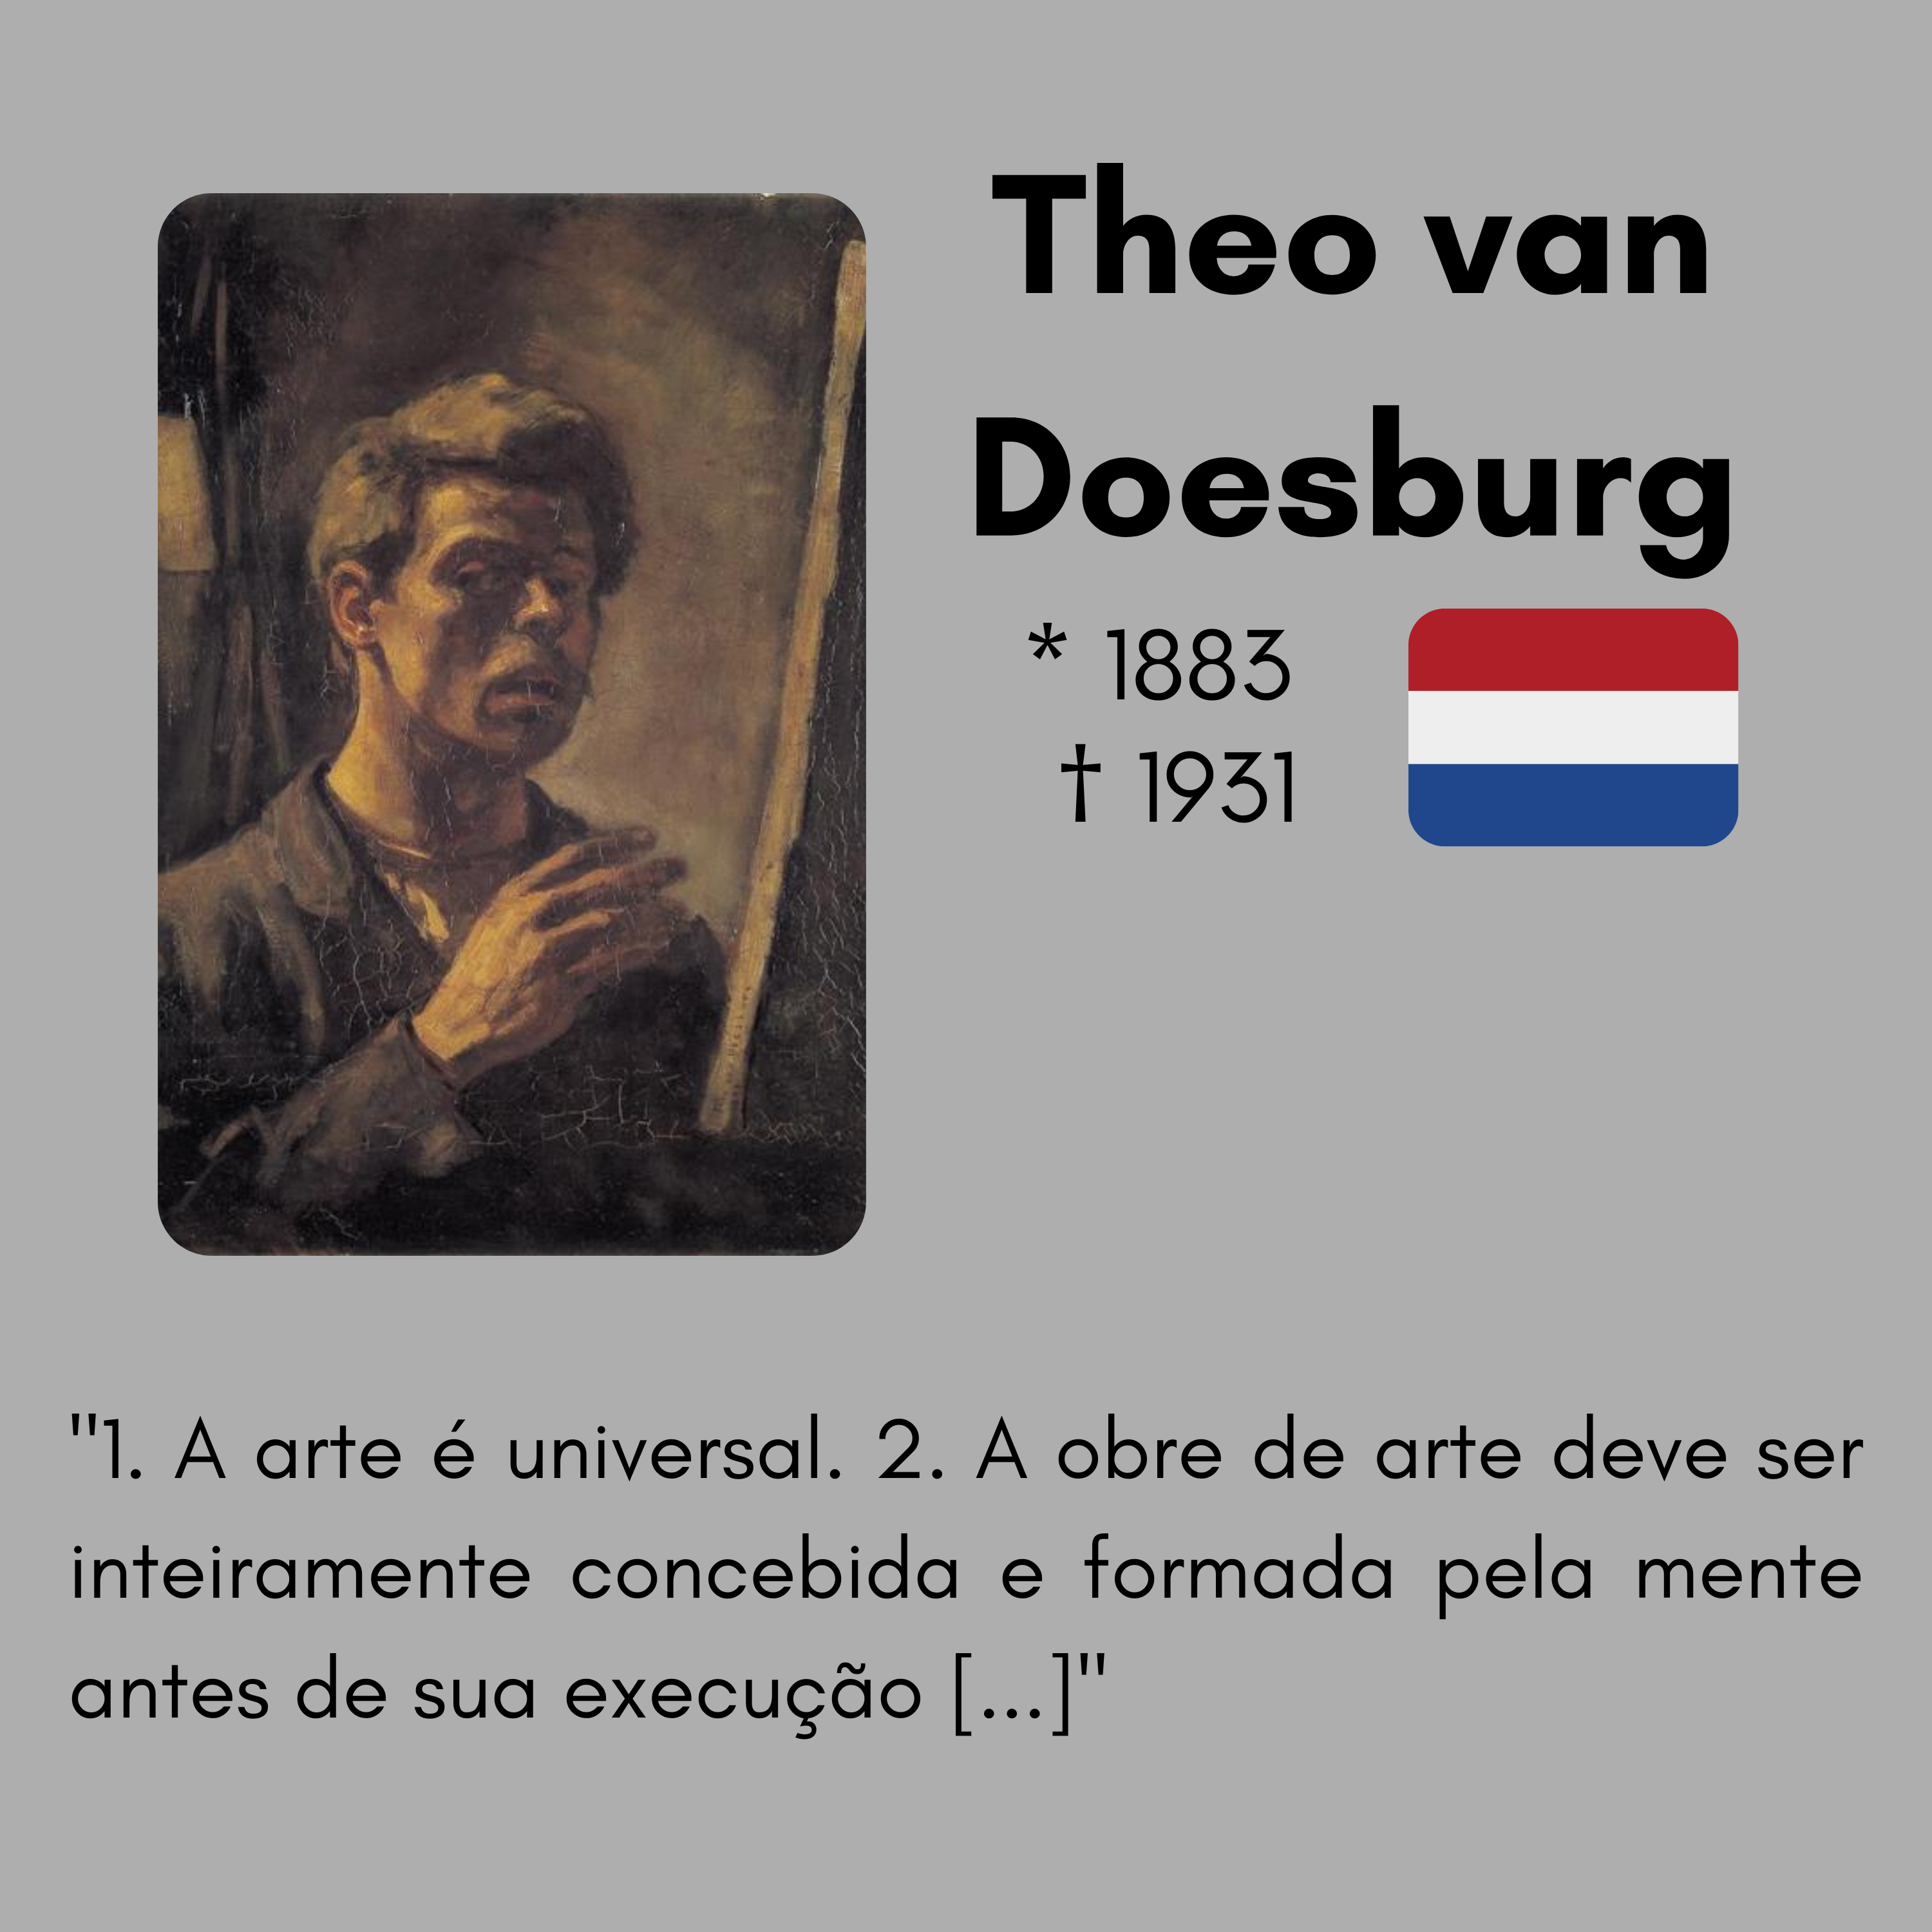 Theo van
Doesburg
* 1883
† 1931
"1. A arte é universal. 2. A obre de arte deve ser
inteiramente concebida e formada pela mente
antes de sua execução [...]"